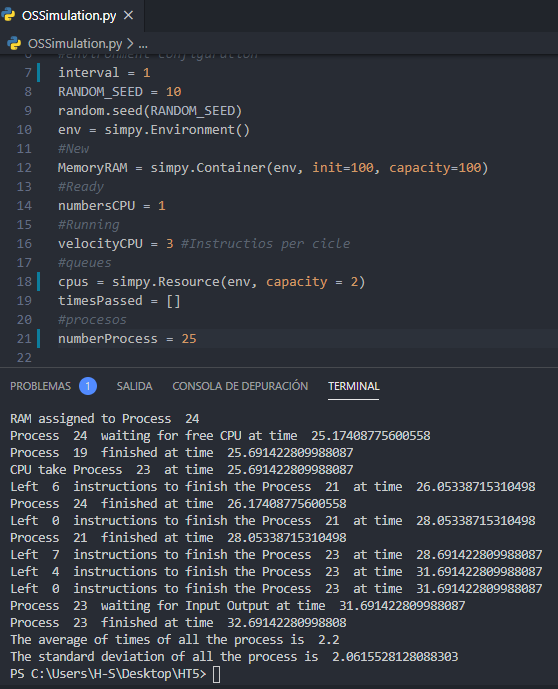 OSSimulation.py ×
OSSimulation.py > ...
6 #Environment Configuration
7 interval = 1
8 RANDOM_SEED = 10
9 random.seed(RANDOM_SEED)
10 env = simpy.Environment()
11 #New
12 MemoryRAM = simpy.Container(env, init=100, capacity=100)
13 #Ready
14 numbersCPU = 1
15 #Running
16 velocityCPU = 3 #Instructios per cicle
17 #queues
18 cpus = simpy.Resource(env, capacity = 2)
19 timesPassed = []
20 #procesos
21 numberProcess = 25
22
PROBLEMAS 1 SALIDA CONSOLA DE DEPURACIÓN TERMINAL
RAM assigned to Process  24
Process  24  waiting for free CPU at time  25.17408775600558
Process  19  finished at time  25.691422809988087
CPU take Process  23  at time  25.691422809988087
Left  6  instructions to finish the Process  21  at time  26.05338715310498
Process  24  finished at time  26.17408775600558
Left  0  instructions to finish the Process  21  at time  28.05338715310498
Process  21  finished at time  28.05338715310498
Left  7  instructions to finish the Process  23  at time  28.691422809988087
Left  4  instructions to finish the Process  23  at time  31.691422809988087
Left  0  instructions to finish the Process  23  at time  31.691422809988087
Process  23  waiting for Input Output at time  31.691422809988087
Process  23  finished at time  32.69142280998808
The average of times of all the process is  2.2
The standard deviation of all the process is  2.0615528128088303
PS C:\Users\H-S\Desktop\HT5>